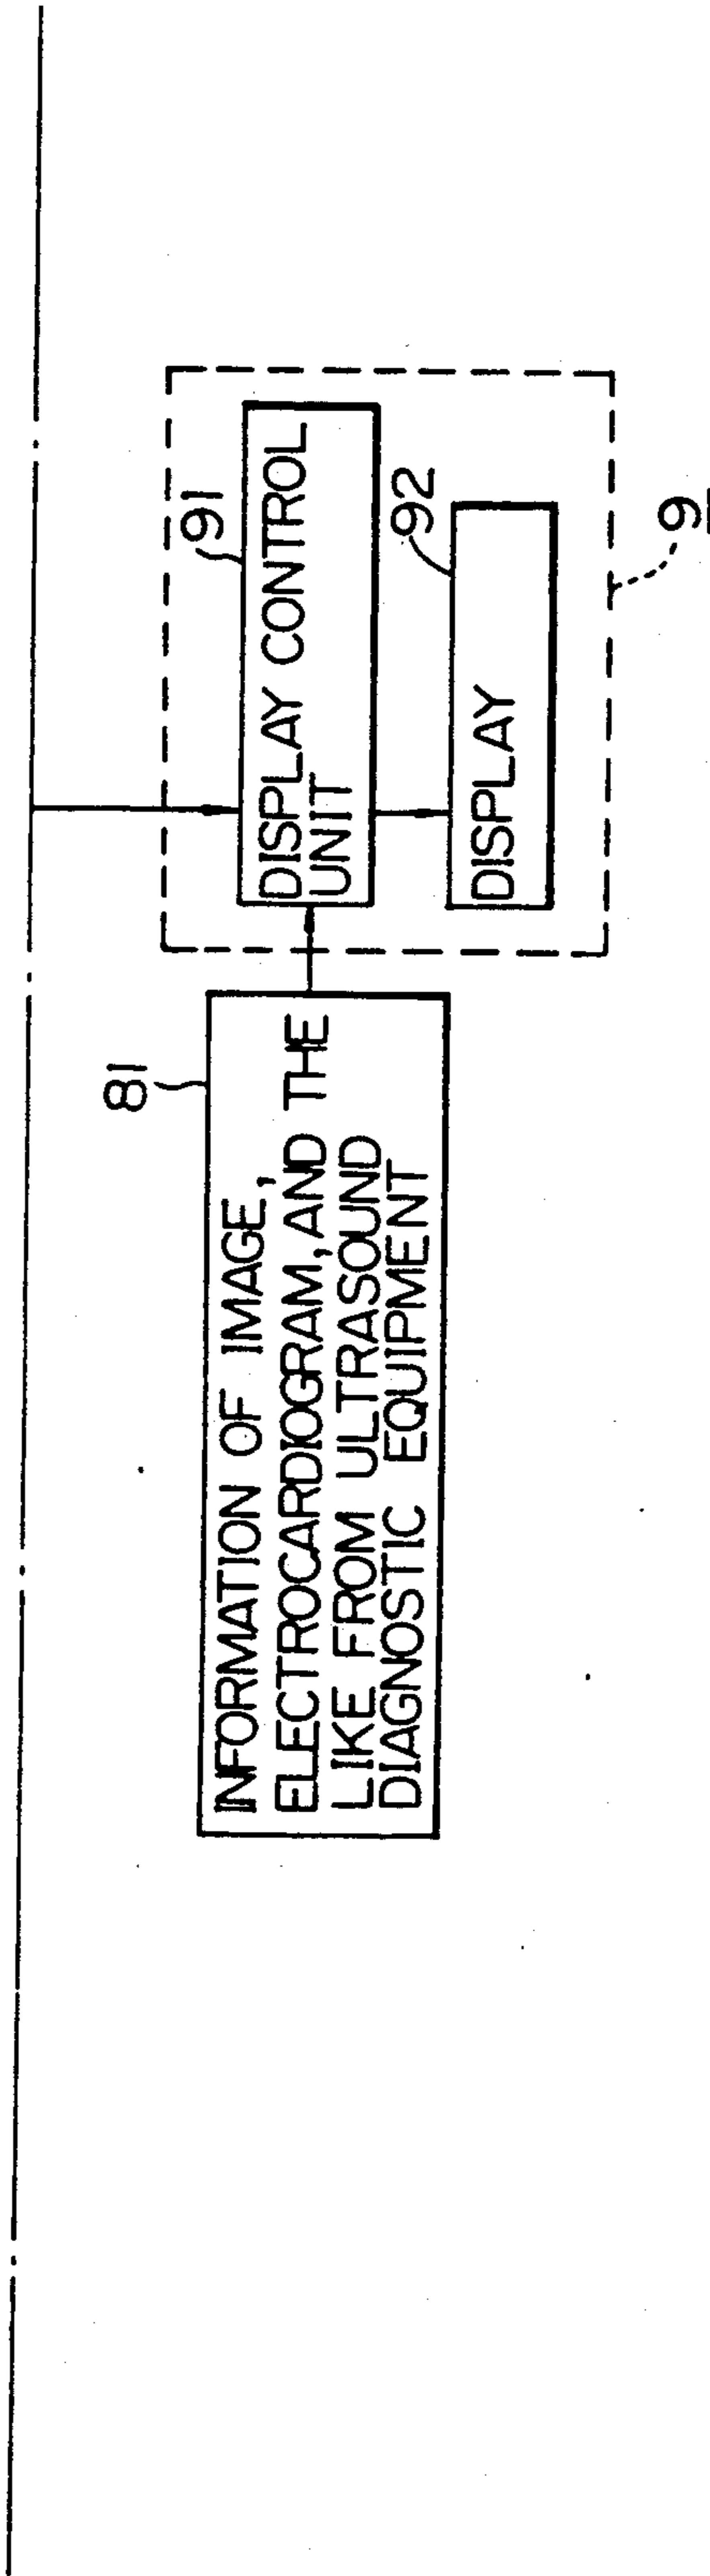 81
INFORMATION OF IMAGE,
ELECTROCARDIOGRAM, AND THE
LIKE FROM ULTRASOUND
DIAGNOSTIC EQUIPMENT
91
DISPLAY CONTROL
UNIT
92
DISPLAY
9